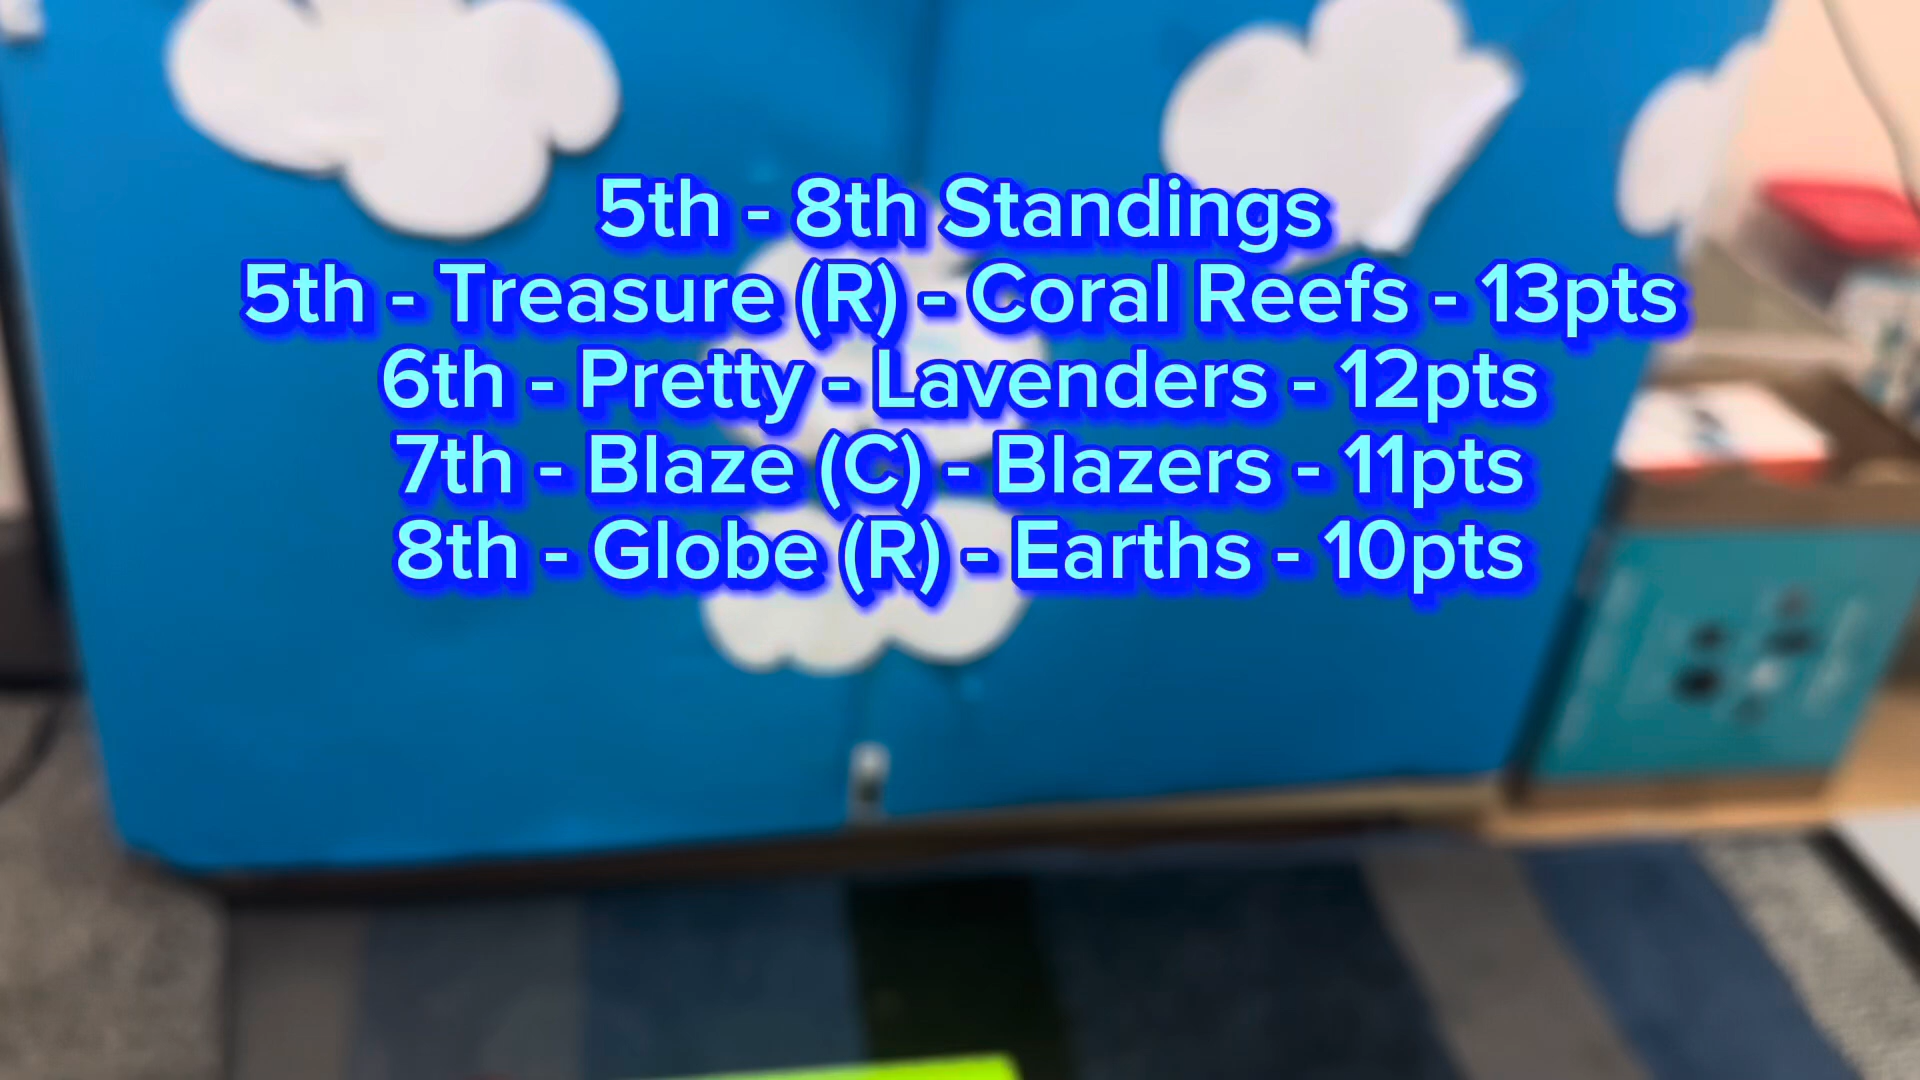 5th - 8th Standings
5th - Treasure (R) - Coral Reefs - 13pts
6th - Pretty - Lavenders - 12pts
7th - Blaze (C) - Blazers - 11pts
8th - Globe (R) - Earths - 10pts